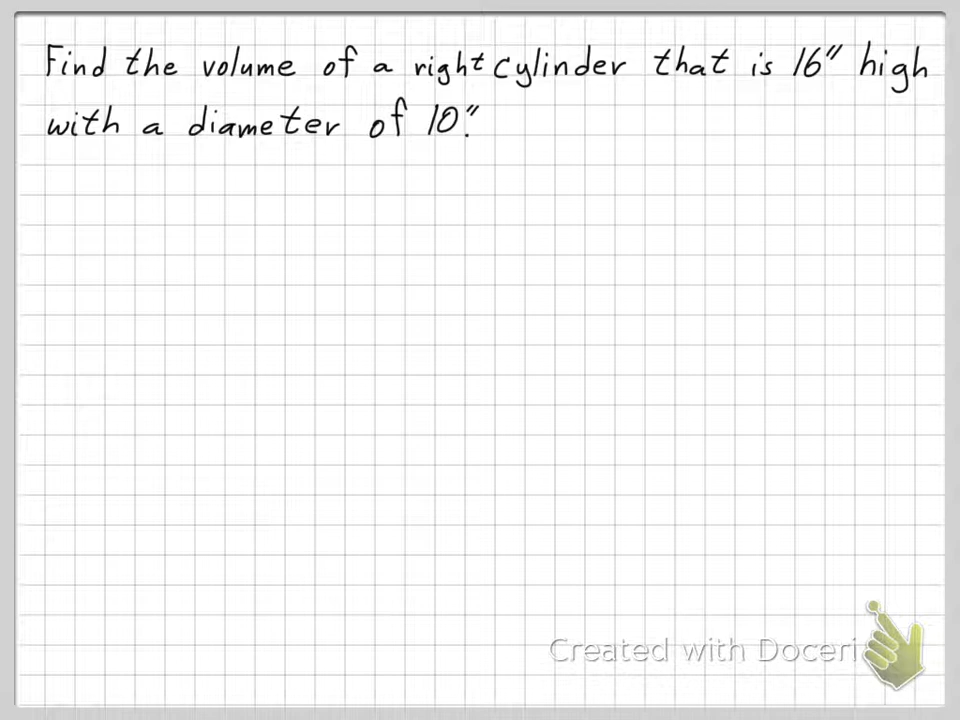 Find the volume of a right cylinder that is 16" high
with a diameter of 10".
Created with Doceri